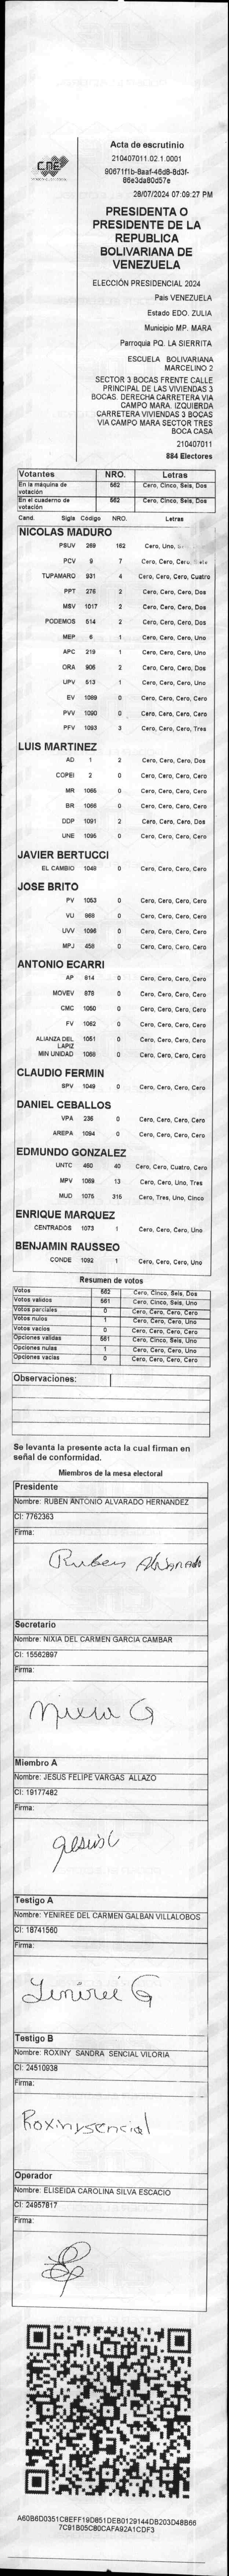 CNE
Acta de escrutinio
210407011.02.1.0001
90671f1b-8aaf-46d8-8d3f-
86e3da80d57e
28/07/2024 07:09:27 PM
PRESIDENTA O
PRESIDENTE DE LA
REPUBLICA
BOLIVARIANA DE
VENEZUELA
ELECCIÓN PRESIDENCIAL 2024
País VENEZUELA
Estado EDO. ZULIA
Municipio MP. MARA
Parroquia PQ. LA SIERRITA
ESCUELA BOLIVARIANA
MARCELINO 2
SECTOR 3 BOCAS FRENTE CALLE
PRINCIPAL DE LAS VIVIENDAS 3
BOCAS. DERECHA CARRETERA VIA
CAMPO MARA. IZQUIERDA
CARRETERA VIVIENDAS 3 BOCAS
VIA CAMPO MARA SECTOR TRES
BOCA CASA
210407011
884 Electores
Votantes NRO. Letras
En la máquina de votación 562 Cero, Cinco, Seis, Dos
En el cuaderno de votación 562 Cero, Cinco, Seis, Dos
Cand. Sigla Código NRO. Letras
NICOLAS MADURO
PSUV 269 162 Cero, Uno,
PCV 9 7 Cero, Cero, Cero,
TUPAMARO 931 4 Cero, Cero, Cero, Cuatro
PPT 275 2 Cero, Cero, Cero, Dos
MSV 1017 2 Cero, Cero, Cero, Dos
PODEMOS 514 2 Cero, Cero, Cero, Dos
MEP 6 1 Cero, Cero, Cero, Uno
APC 219 1 Cero, Cero, Cero, Uno
ORA 906 2 Cero, Cero, Cero, Dos
UPV 513 1 Cero, Cero, Cero, Uno
EV 1089 0 Cero, Cero, Cero, Cero
PVV 1090 0 Cero, Cero, Cero, Cero
PFV 1093 3 Cero, Cero, Cero, Tres
LUIS MARTINEZ
AD 1 2 Cero, Cero, Cero, Dos
COPEI 2 0 Cero, Cero, Cero, Cero
MR 1065 0 Cero, Cero, Cero, Cero
BR 1066 0 Cero, Cero, Cero, Cero
DDP 1091 2 Cero, Cero, Cero, Dos
UNE 1095 0 Cero, Cero, Cero, Cero
JAVIER BERTUCCI
EL CAMBIO 1048 0 Cero, Cero, Cero, Cero
JOSE BRITO
PV 1053 0 Cero, Cero, Cero, Cero
VU 868 0 Cero, Cero, Cero, Cero
UVV 1096 0 Cero, Cero, Cero, Cero
MPJ 456 0 Cero, Cero, Cero, Cero
ANTONIO ECARRI
AP 814 0 Cero, Cero, Cero, Cero
MOVEV 876 0 Cero, Cero, Cero, Cero
CMC 1050 0 Cero, Cero, Cero, Cero
FV 1062 0 Cero, Cero, Cero, Cero
ALIANZA DEL LAPIZ 1051 0 Cero, Cero, Cero, Cero
MIN UNIDAD 1068 0 Cero, Cero, Cero, Cero
CLAUDIO FERMIN
SPV 1049 0 Cero, Cero, Cero, Cero
DANIEL CEBALLOS
VPA 236 0 Cero, Cero, Cero, Cero
AREPA 1094 0 Cero, Cero, Cero, Cero
EDMUNDO GONZALEZ
UNTC 460 40 Cero, Cero, Cuatro, Cero
MPV 1069 13 Cero, Cero, Uno, Tres
MUD 1075 315 Cero, Tres, Uno, Cinco
ENRIQUE MARQUEZ
CENTRADOS 1073 1 Cero, Cero, Cero, Uno
BENJAMIN RAUSSEO
CONDE 1092 1 Cero, Cero, Cero, Uno
Resumen de votos
Votos 562 Cero, Cinco, Seis, Dos
Votos validos 561 Cero, Cinco, Seis, Uno
Votos parciales 0 Cero, Cero, Cero, Cero
Votos nulos 1 Cero, Cero, Cero, Uno
Votos vacios 0 Cero, Cero, Cero, Cero
Opciones validas 561 Cero, Cinco, Seis, Uno
Opciones nulas 1 Cero, Cero, Cero, Uno
Opciones vacias 0 Cero, Cero, Cero, Cero
Observaciones:
Se levanta la presente acta la cual firman en
señal de conformidad.
Miembros de la mesa electoral
Presidente
Nombre: RUBEN ANTONIO ALVARADO HERNANDEZ
CI: 7762363
Firma:
Ruben Alvarado
Secretario
Nombre: NIXIA DEL CARMEN GARCIA CAMBAR
CI: 15562897
Firma:
Nixia G
Miembro A
Nombre: JESUS FELIPE VARGAS ALLAZO
CI: 19177482
Firma:
Testigo A
Nombre: YENIREE DEL CARMEN GALBAN VILLALOBOS
CI: 18741560
Firma:
Yeniree G
Testigo B
Nombre: ROXINY SANDRA SENCIAL VILORIA
CI: 24510938
Firma:
Roxinysencial
Operador
Nombre: ELISEIDA CAROLINA SILVA ESCACIO
CI: 24957817
Firma:
A60B6D0351C8EFF19D851DEB0129144DB203D48B66
7C91B05C80CAFA92A1CDF3